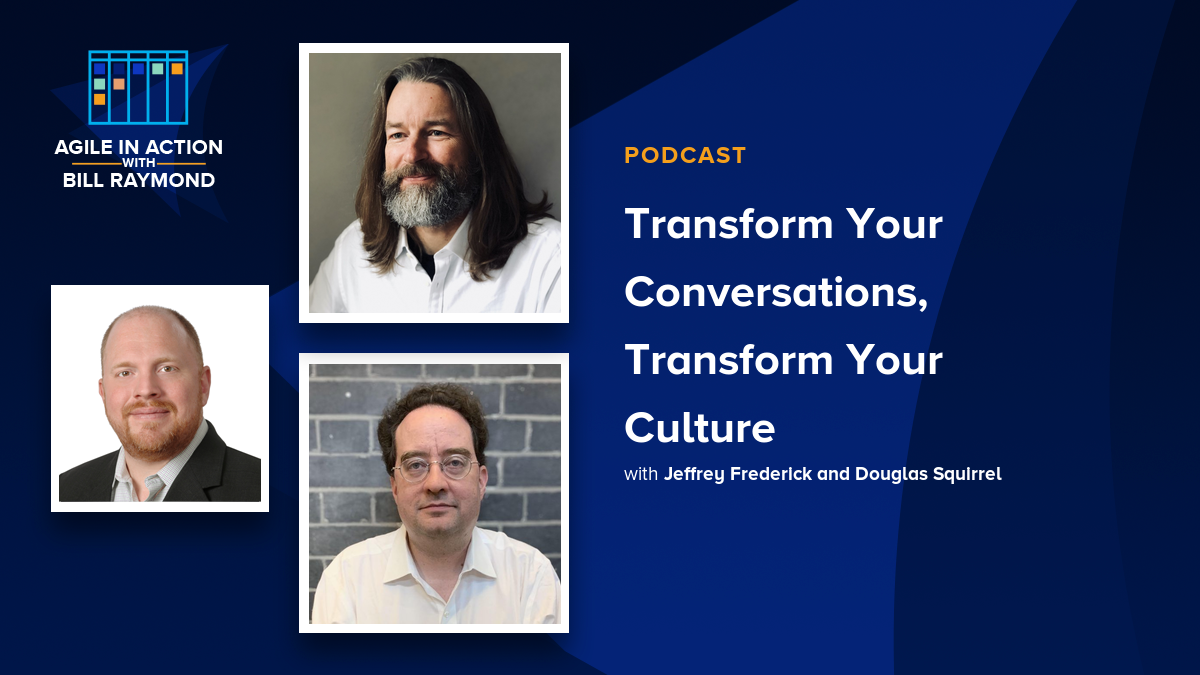 AGILE IN ACTION
WITH
BILL RAYMOND
PODCAST
Transform Your
Conversations,
Transform Your
Culture
with Jeffrey Frederick and Douglas Squirrel